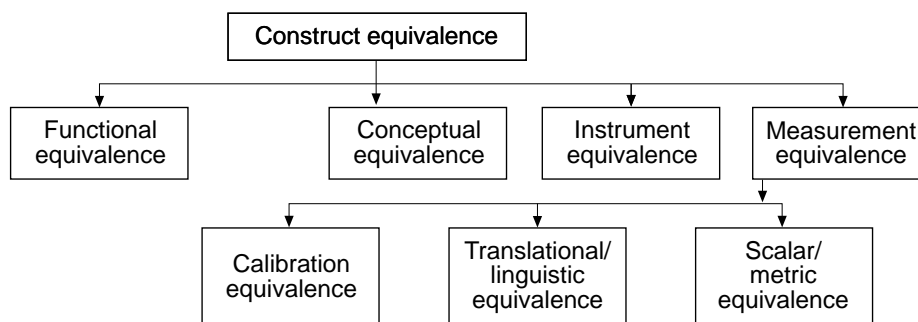 Construct equivalence
Functional
equivalence
Conceptual
equivalence
Instrument
equivalence
Measurement
equivalence
Calibration
equivalence
Translational/
linguistic
equivalence
Scalar/
metric
equivalence